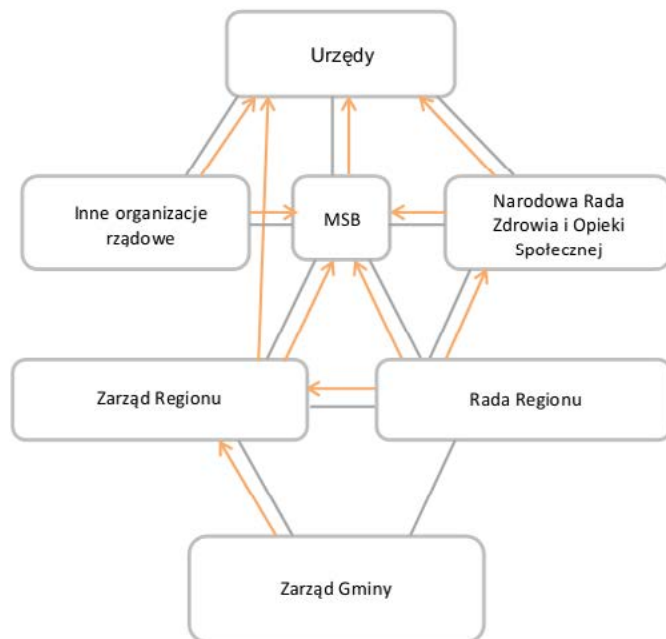 Urzędy
Inne organizacje
rządowe
MSB
Narodowa Rada
Zdrowia i Opieki
Społecznej
Zarząd Regionu
Rada Regionu
Zarząd Gminy